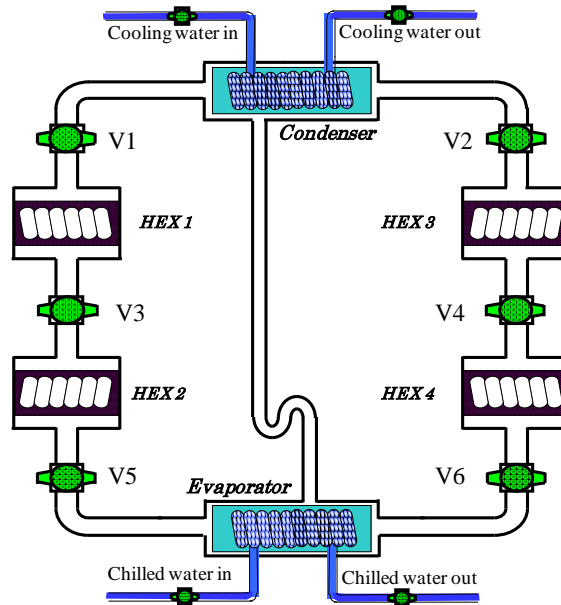 Cooling water in
Cooling water out
Condenser
V1
V2
HEX 1
HEX 3
V3
V4
HEX 2
HEX 4
V5
V6
Evaporator
Chilled water in
Chilled water out